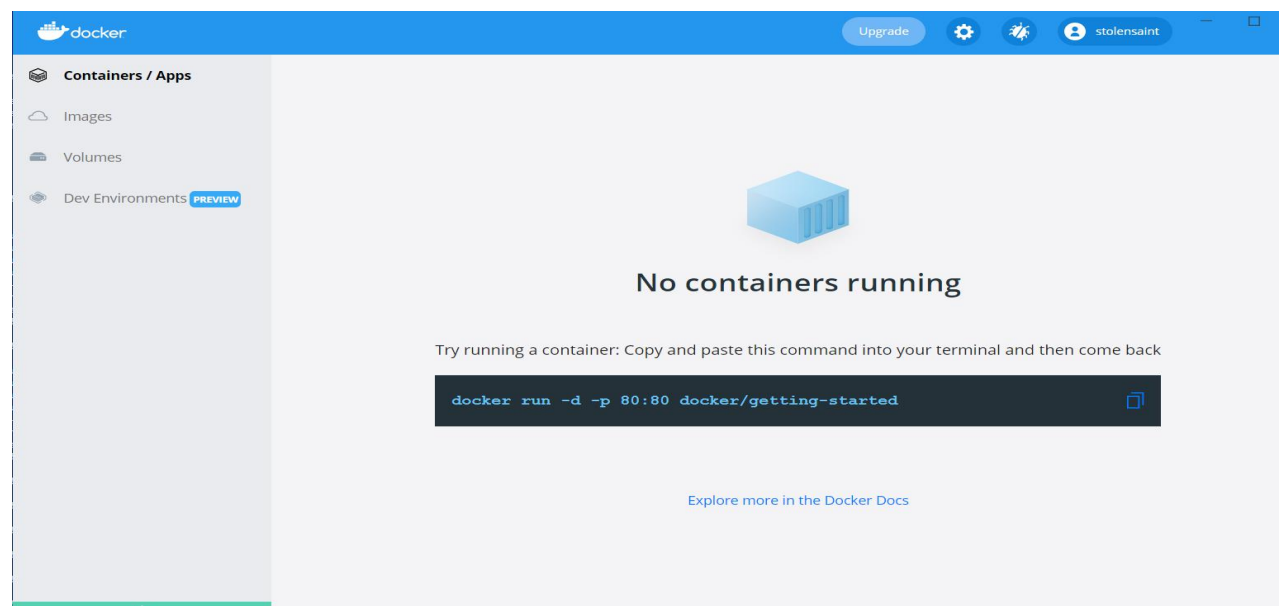 docker
Upgrade
stolensaint
Containers / Apps
Images
Volumes
Dev Environments PREVIEW
No containers running
Try running a container: Copy and paste this command into your terminal and then come back
docker run -d -p 80:80 docker/getting-started
Explore more in the Docker Docs